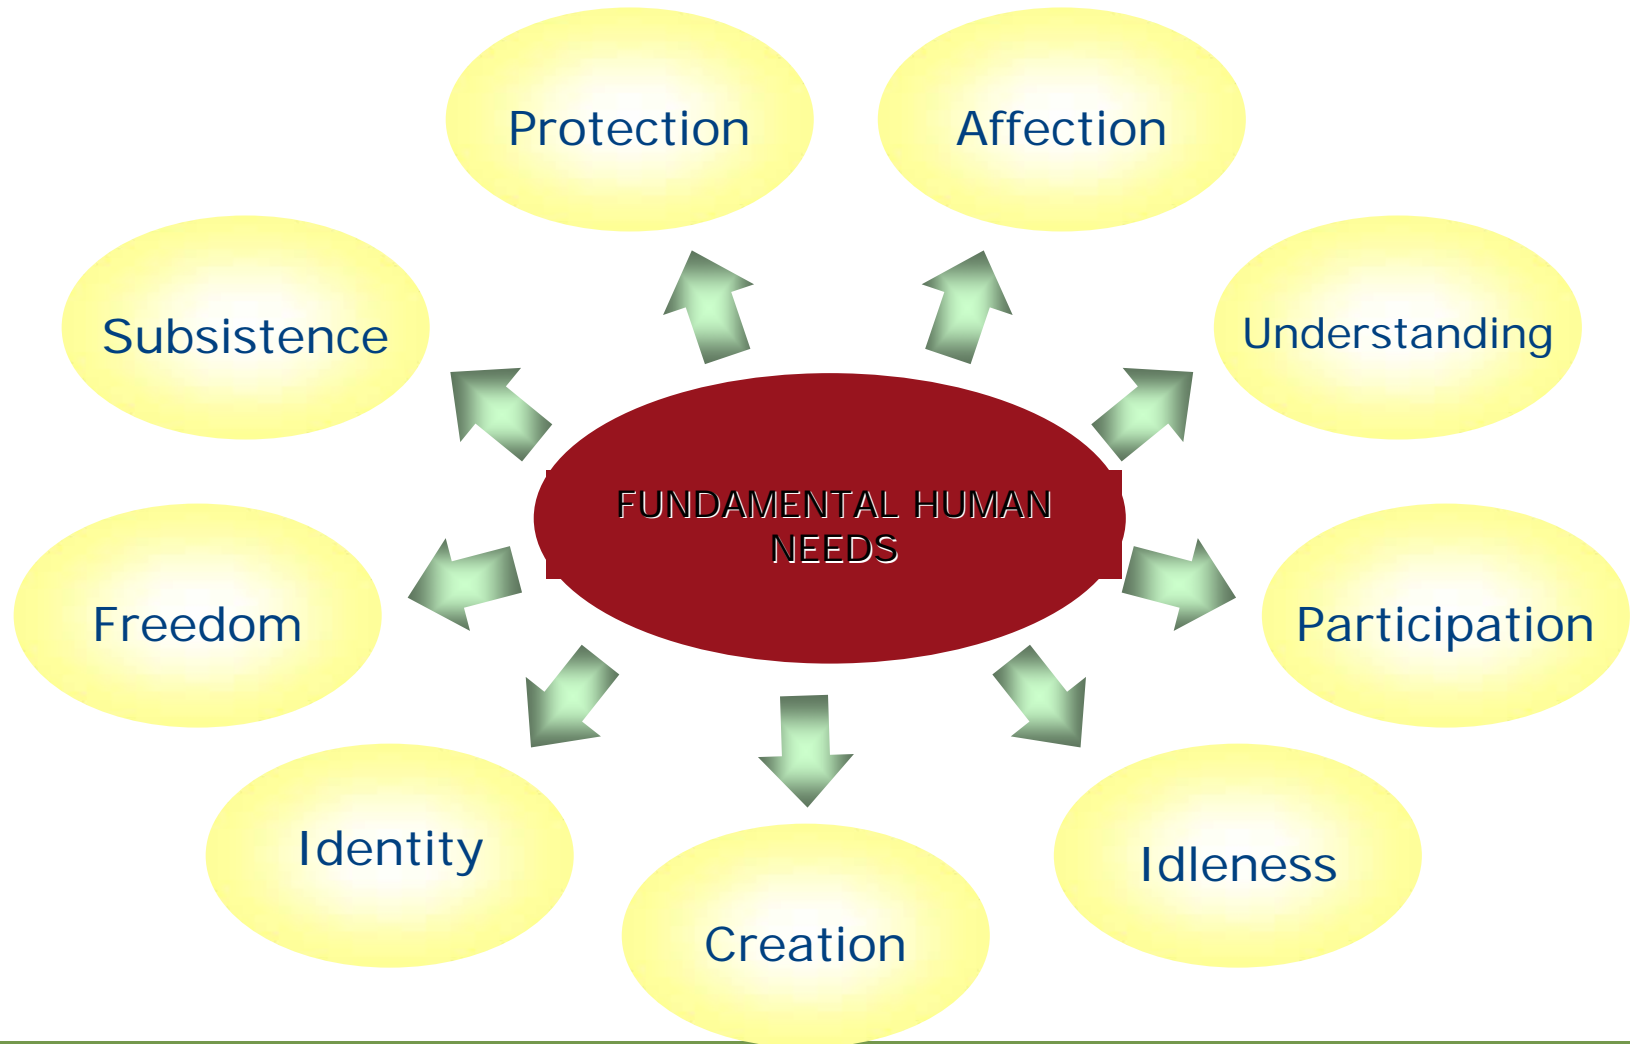 Protection
Affection
Subsistence
Understanding
FUNDAMENTAL HUMAN
NEEDS
Freedom
Participation
Identity
Idleness
Creation